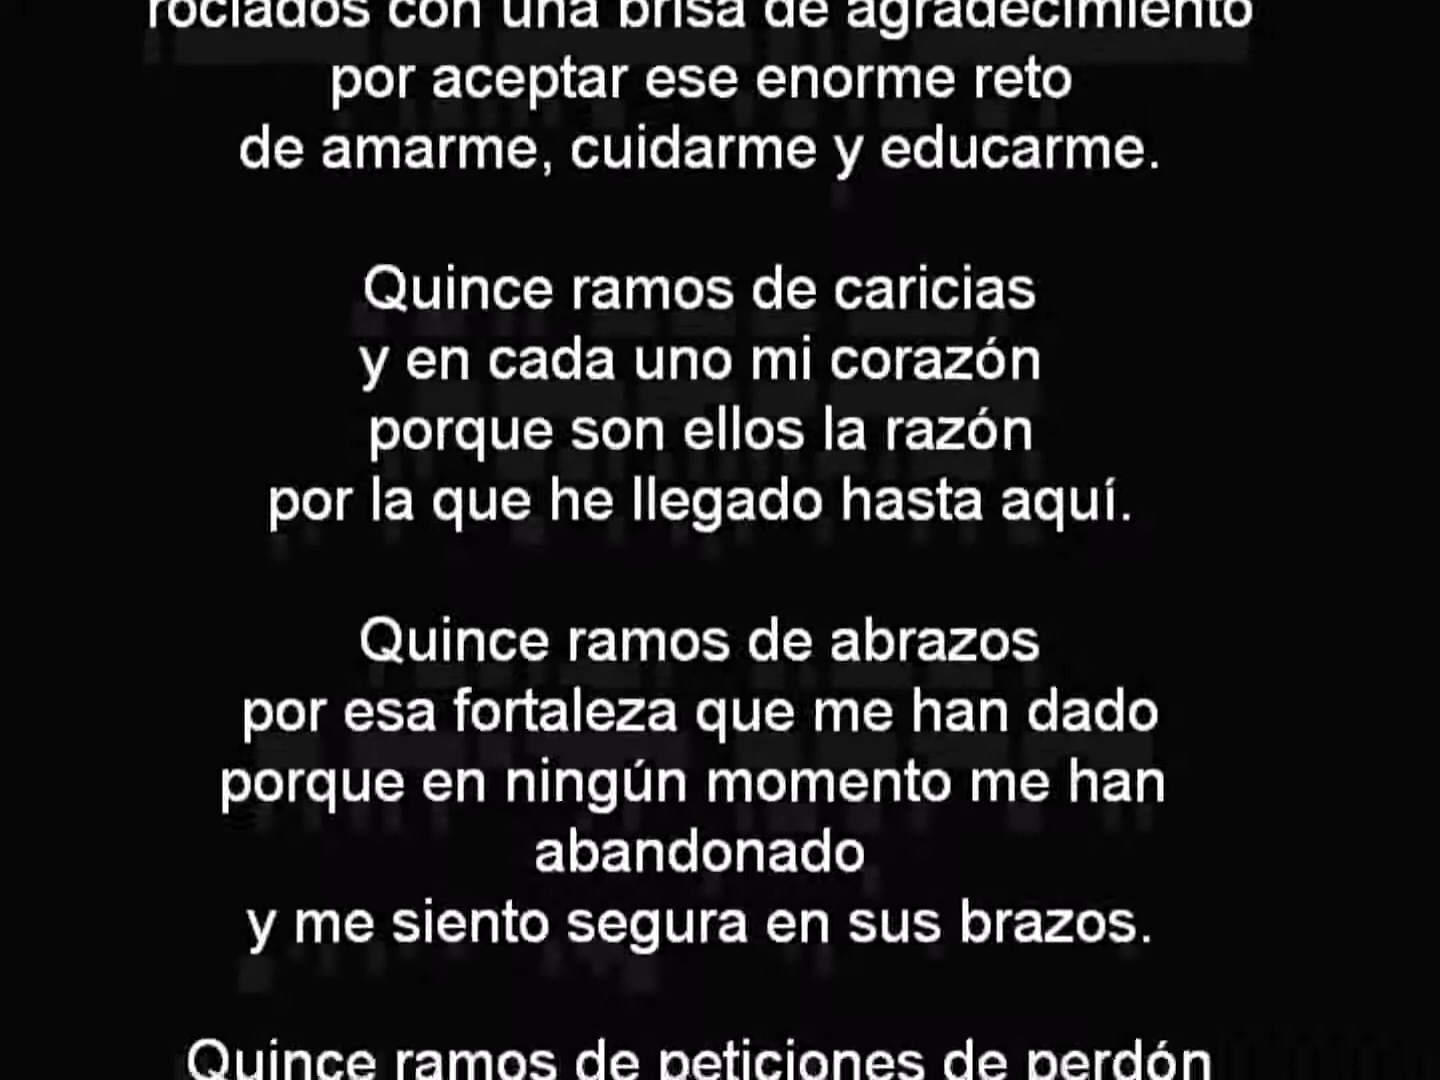 rociados con una brisa de agradecimiento
por aceptar ese enorme reto
de amarme, cuidarme y educarme.
Quince ramos de caricias
y en cada uno mi corazón
porque son ellos la razón
por la que he llegado hasta aquí.
Quince ramos de abrazos
por esa fortaleza que me han dado
porque en ningún momento me han
abandonado
y me siento segura en sus brazos.
Quince ramos de peticiones de perdón